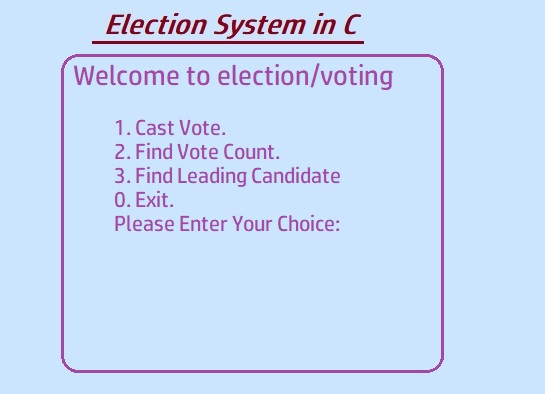 Election System in C
Welcome to election/voting
1. Cast Vote.
2. Find Vote Count.
3. Find Leading Candidate
0. Exit.
Please Enter Your Choice: